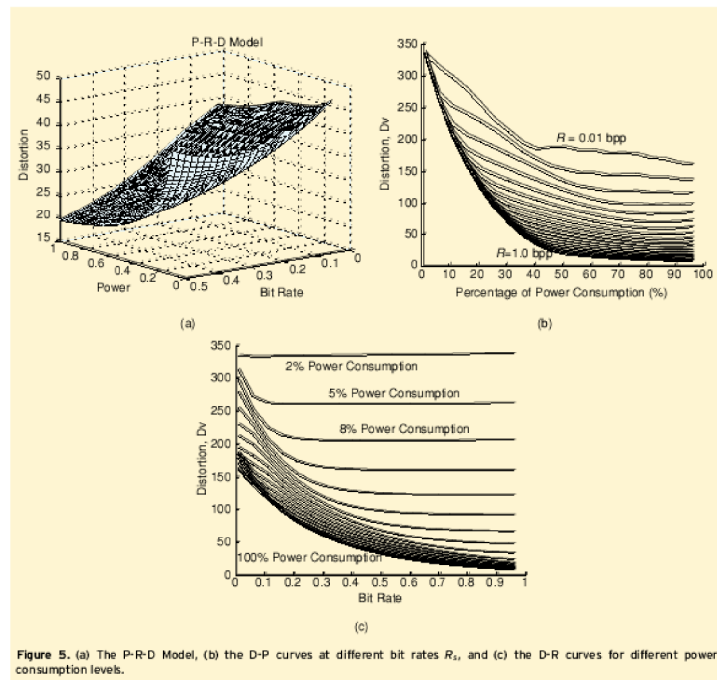 P-R-D Model
50
45
40
35
30
25
20
15
Distortion
1
0.8
0.6
0.4
0.2
0
Power
0.5
0.4
0.3
0.2
0.1
0
Bit Rate
(a)
350
300
250
200
150
100
50
0
Distortion, Dv
R = 0.01 bpp
R=1.0 bpp
0 10 20 30 40 50 60 70 80 90 100
Percentage of Power Consumption (%)
(b)
350
300
250
200
150
100
50
0
Distortion, Dv
2% Power Consumption
5% Power Consumption
8% Power Consumption
100% Power Consumption
0 0.1 0.2 0.3 0.4 0.5 0.6 0.7 0.8 0.9 1
Bit Rate
(c)
Figure 5. (a) The P-R-D Model, (b) the D-P curves at different bit rates Rs, and (c) the D-R curves for different power
consumption levels.